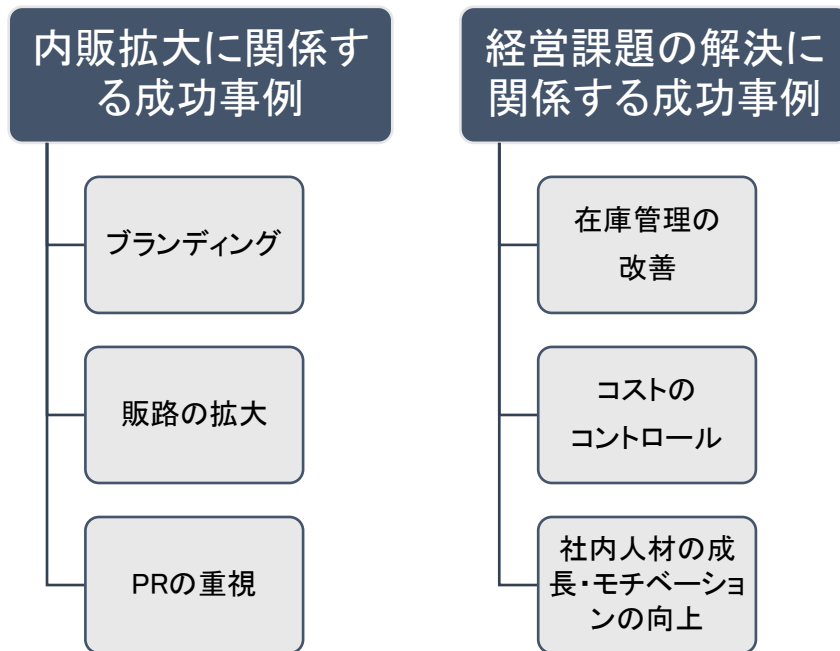 内販拡大に関係す
る成功事例
ブランディング
販路の拡大
PRの重視
経営課題の解決に
関係する成功事例
在庫管理の
改善
コストの
コントロール
社内人材の成
長・モチベーショ
ンの向上